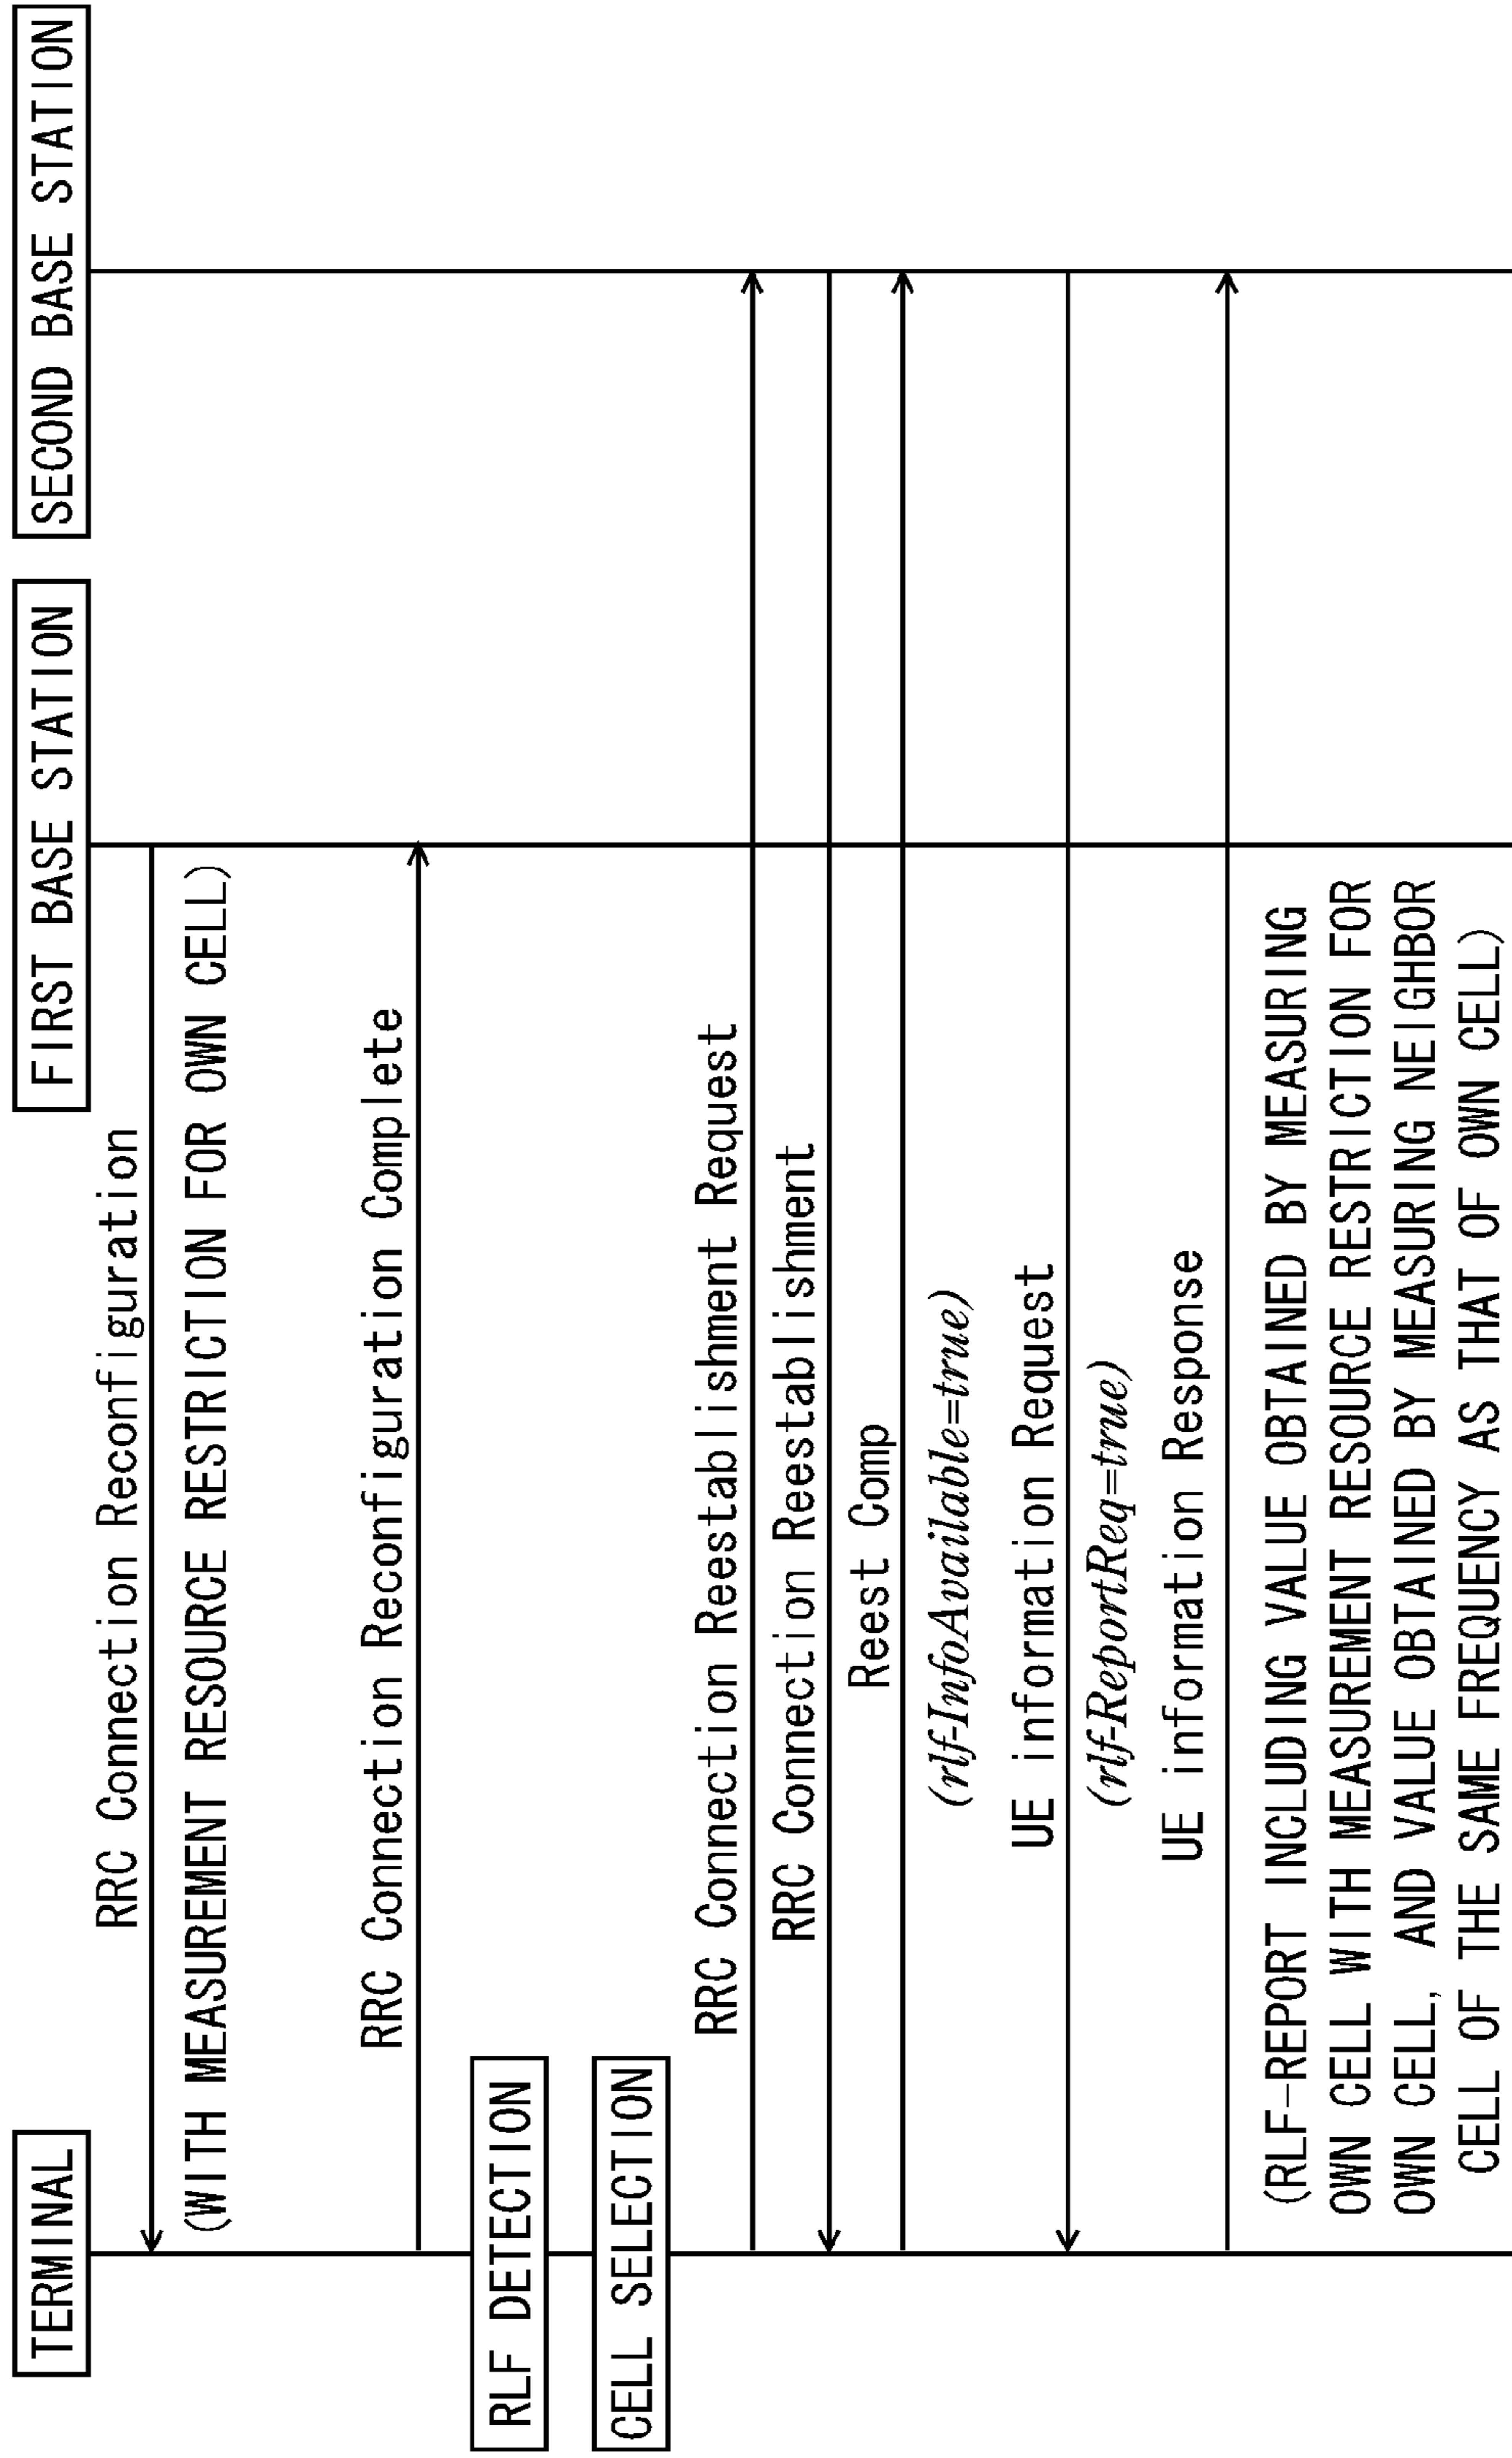 TERMINAL
FIRST BASE STATION
SECOND BASE STATION
RRC Connection Reconfiguration
(WITH MEASUREMENT RESOURCE RESTRICTION FOR OWN CELL)
RRC Connection Reconfiguration Complete
RLF DETECTION
CELL SELECTION
RRC Connection Reestablishment Request
RRC Connection Reestablishment
Reest Comp
(rlf-InfoAvailable=true)
UE information Request
(rlf-ReportReq=true)
UE information Response
(RLF-REPORT INCLUDING VALUE OBTAINED BY MEASURING
OWN CELL WITH MEASUREMENT RESOURCE RESTRICTION FOR
OWN CELL, AND VALUE OBTAINED BY MEASURING NEIGHBOR
CELL OF THE SAME FREQUENCY AS THAT OF OWN CELL)